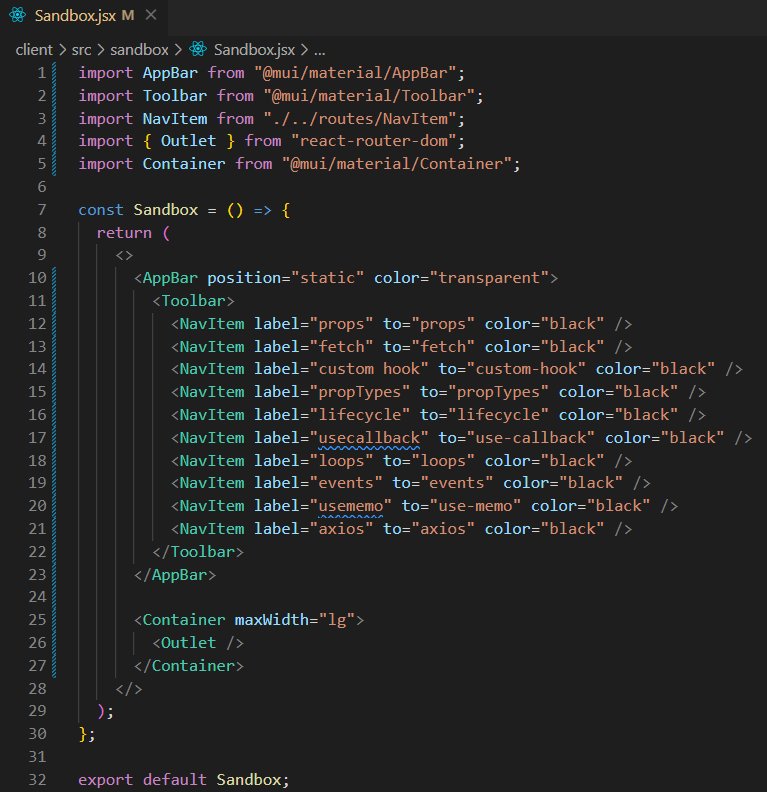 Sandbox.jsx M
client > src > sandbox > Sandbox.jsx > ...
1 import AppBar from "@mui/material/AppBar";
2 import Toolbar from "@mui/material/Toolbar";
3 import NavItem from "./../routes/NavItem";
4 import { Outlet } from "react-router-dom";
5 import Container from "@mui/material/Container";
6
7 const Sandbox = () => {
8   return (
9     <>
10       <AppBar position="static" color="transparent">
11         <Toolbar>
12           <NavItem label="props" to="props" color="black" />
13           <NavItem label="fetch" to="fetch" color="black" />
14           <NavItem label="custom hook" to="custom-hook" color="black" />
15           <NavItem label="propTypes" to="propTypes" color="black" />
16           <NavItem label="lifecycle" to="lifecycle" color="black" />
17           <NavItem label="usecallback" to="use-callback" color="black" />
18           <NavItem label="loops" to="loops" color="black" />
19           <NavItem label="events" to="events" color="black" />
20           <NavItem label="usememo" to="use-memo" color="black" />
21           <NavItem label="axios" to="axios" color="black" />
22         </Toolbar>
23       </AppBar>
24
25       <Container maxWidth="lg">
26         <Outlet />
27       </Container>
28     </>
29   );
30 };
31
32 export default Sandbox;